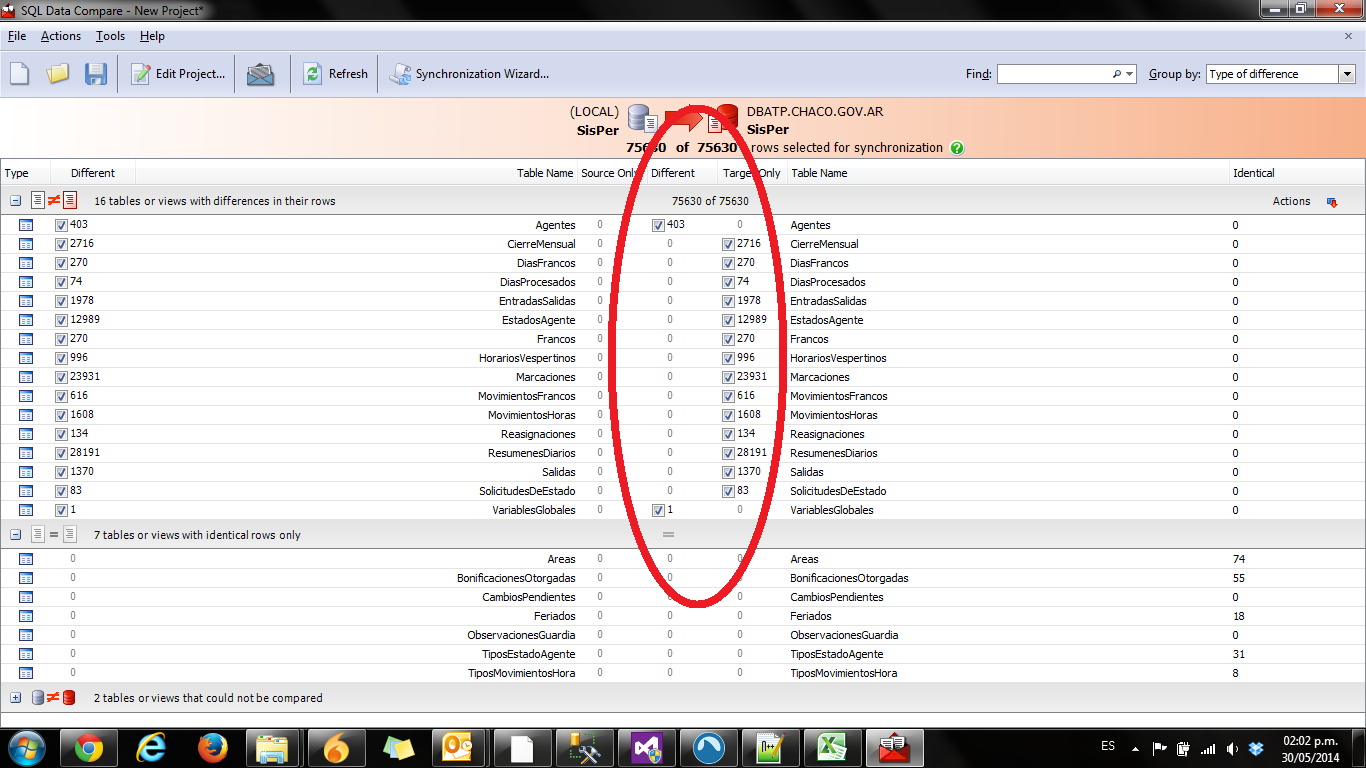 SQL Data Compare - New Project*
File Actions Tools Help
Edit Project... Refresh Synchronization Wizard... Find: Group by: Type of difference
(LOCAL) DBATP.CHACO.GOV.AR
SisPer SisPer
75630 of 75630 rows selected for synchronization
Type Different Table Name Source Only Different Target Only Table Name Identical
16 tables or views with differences in their rows 75630 of 75630 Actions
403 Agentes 0 403 0 Agentes 0
2716 CierreMensual 0 0 2716 CierreMensual 0
270 DiasFrancos 0 0 270 DiasFrancos 0
74 DiasProcesados 0 0 74 DiasProcesados 0
1978 EntradasSalidas 0 0 1978 EntradasSalidas 0
12989 EstadosAgente 0 0 12989 EstadosAgente 0
270 Francos 0 0 270 Francos 0
996 HorariosVespertinos 0 0 996 HorariosVespertinos 0
23931 Marcaciones 0 0 23931 Marcaciones 0
616 MovimientosFrancos 0 0 616 MovimientosFrancos 0
1608 MovimientosHoras 0 0 1608 MovimientosHoras 0
134 Reasignaciones 0 0 134 Reasignaciones 0
28191 ResumenesDiarios 0 0 28191 ResumenesDiarios 0
1370 Salidas 0 0 1370 Salidas 0
83 SolicitudesDeEstado 0 0 83 SolicitudesDeEstado 0
1 VariablesGlobales 0 1 0 VariablesGlobales 0
7 tables or views with identical rows only =
0 Areas 0 0 0 Areas 74
0 BonificacionesOtorgadas 0 0 0 BonificacionesOtorgadas 55
0 CambiosPendientes 0 0 0 CambiosPendientes 0
0 Feriados 0 0 0 Feriados 18
0 ObservacionesGuardia 0 0 0 ObservacionesGuardia 0
0 TiposEstadoAgente 0 0 0 TiposEstadoAgente 31
0 TiposMovimientosHora 0 0 0 TiposMovimientosHora 8
2 tables or views that could not be compared
ES 02:02 p.m.
30/05/2014